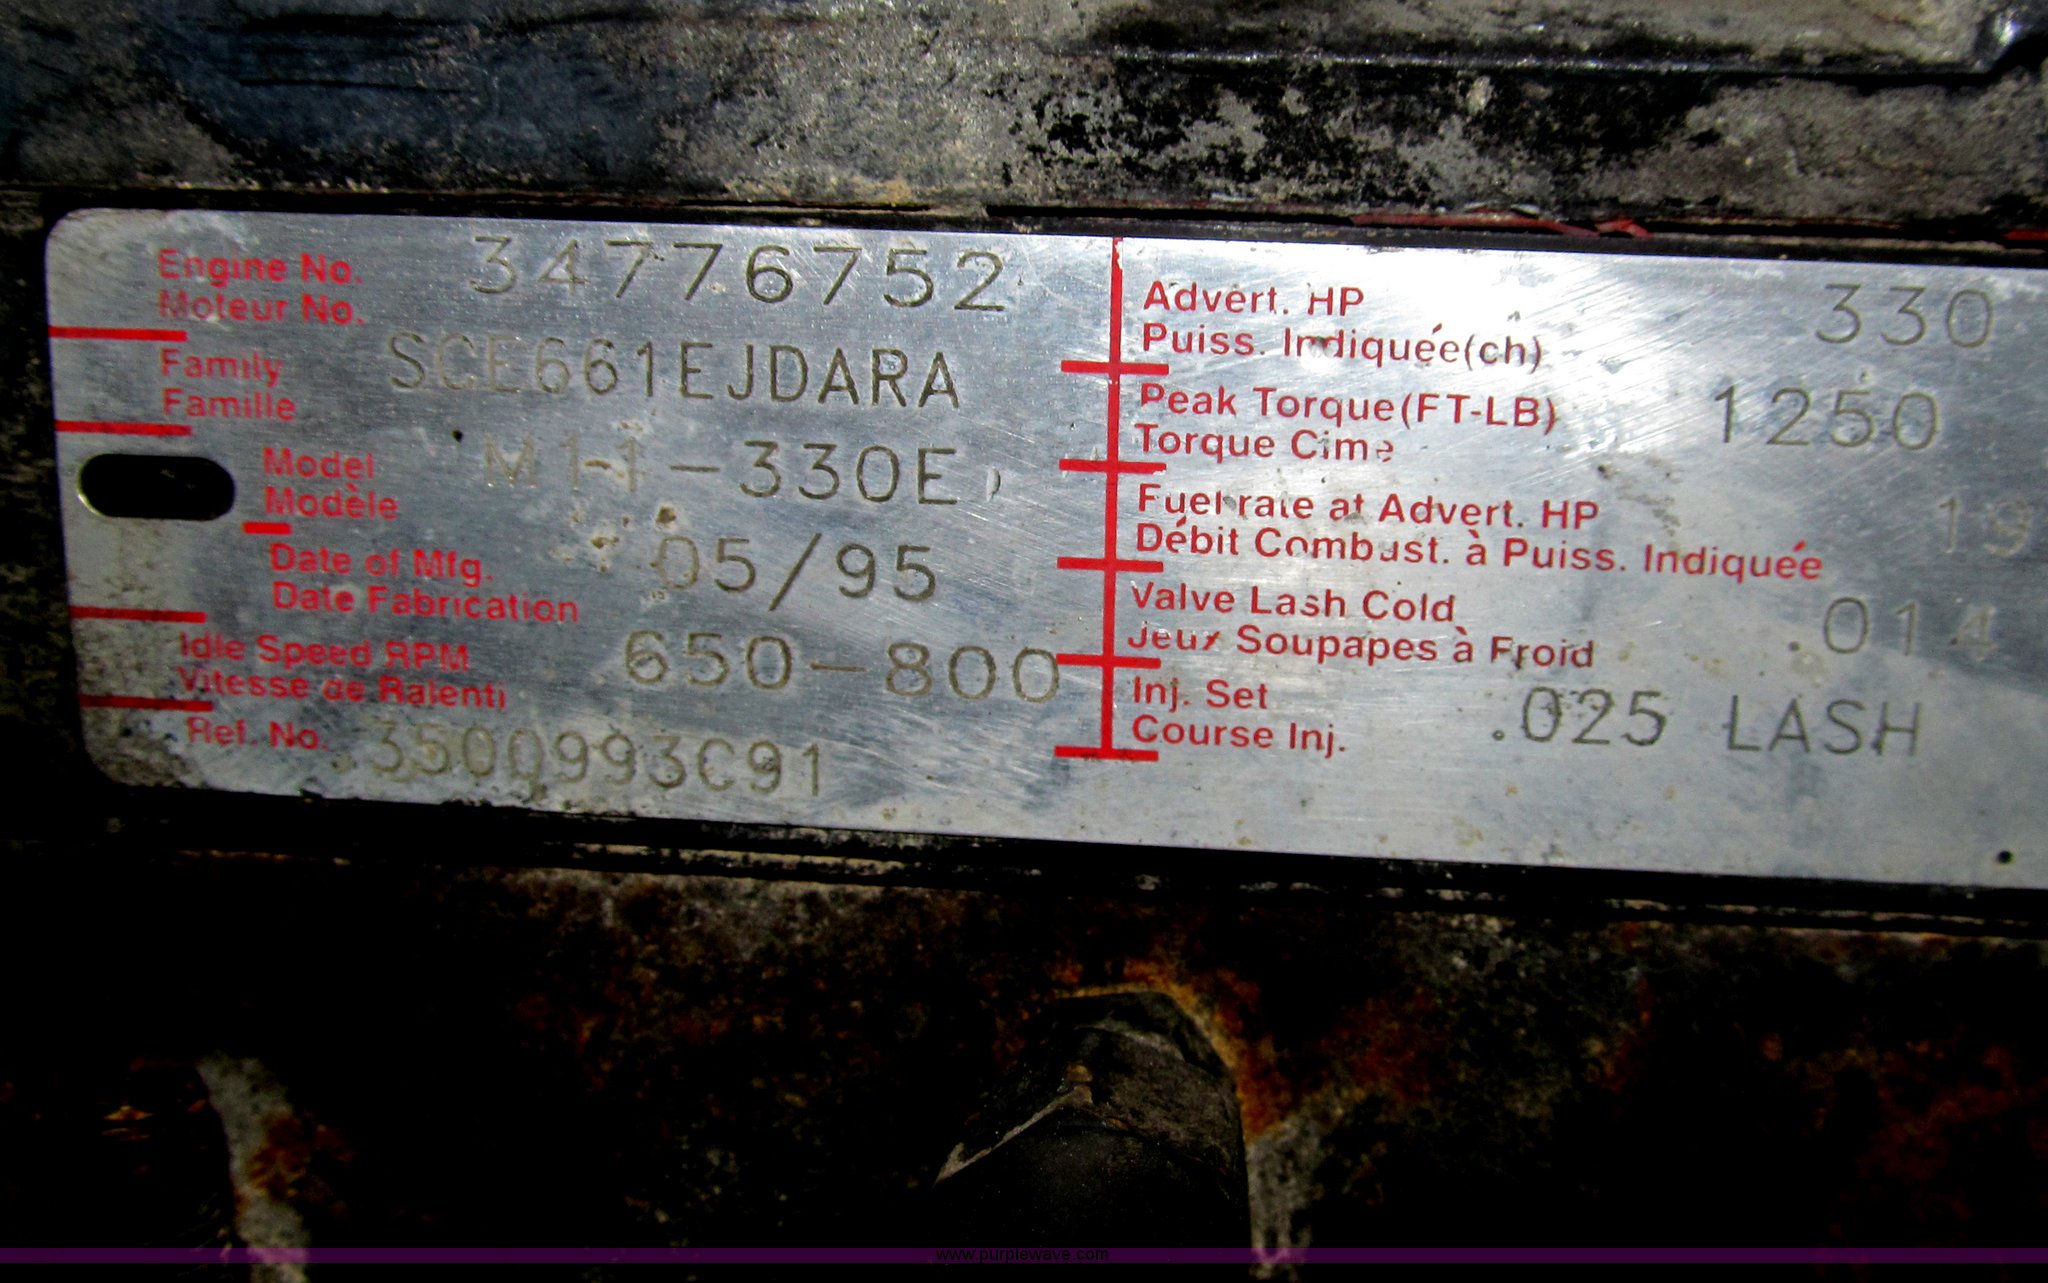 Engine No. 34776752
Moteur No.
Family SCE661EJDARA
Famille
Model M11-330E
Modèle
Date of Mfg. 05/95
Date Fabrication
Idle Speed RPM 650-800
Vitesse de Ralenti
Ref. No. 3500993C91
Advert. HP 330
Puiss. Indiquée(ch)
Peak Torque(FT-LB) 1250
Torque Cime
Fuel rate at Advert. HP
Débit Combust. à Puiss. Indiquée
Valve Lash Cold .014
Jeux Soupapes à Froid
Inj. Set .025 LASH
Course Inj.
www.purplewave.com